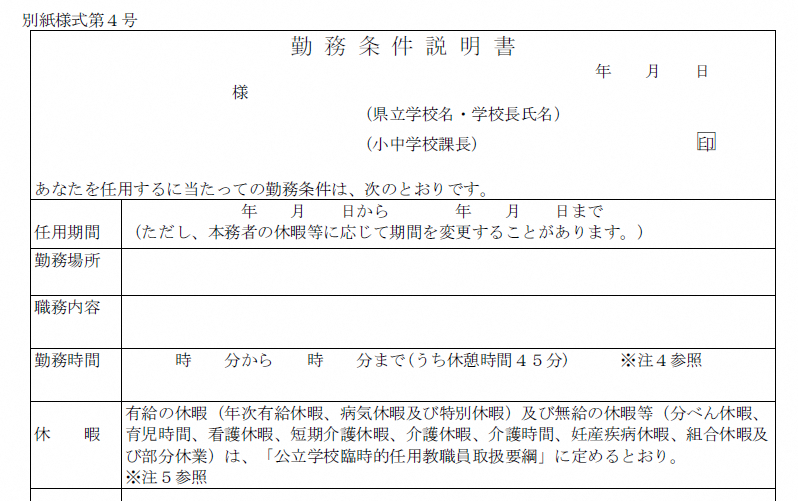 別紙様式第４号
勤務条件説明書
年　　月　　日
様
（県立学校名・学校長氏名）
（小中学校課長）　　印
あなたを任用するに当たっての勤務条件は、次のとおりです。
任用期間
年　　月　　日から　　　　年　　月　　日まで
（ただし、本務者の休暇等に応じて期間を変更することがあります。）
勤務場所
職務内容
勤務時間
時　　分から　　時　　分まで(うち休憩時間４５分)　　　※注４参照
休　　暇
有給の休暇（年次有給休暇、病気休暇及び特別休暇）及び無給の休暇等（分べん休暇、
育児時間、看護休暇、短期介護休暇、介護休暇、介護時間、妊産疾病休暇、組合休暇及
び部分休業）は、「公立学校臨時的任用教職員取扱要綱」に定めるとおり。
※注５参照